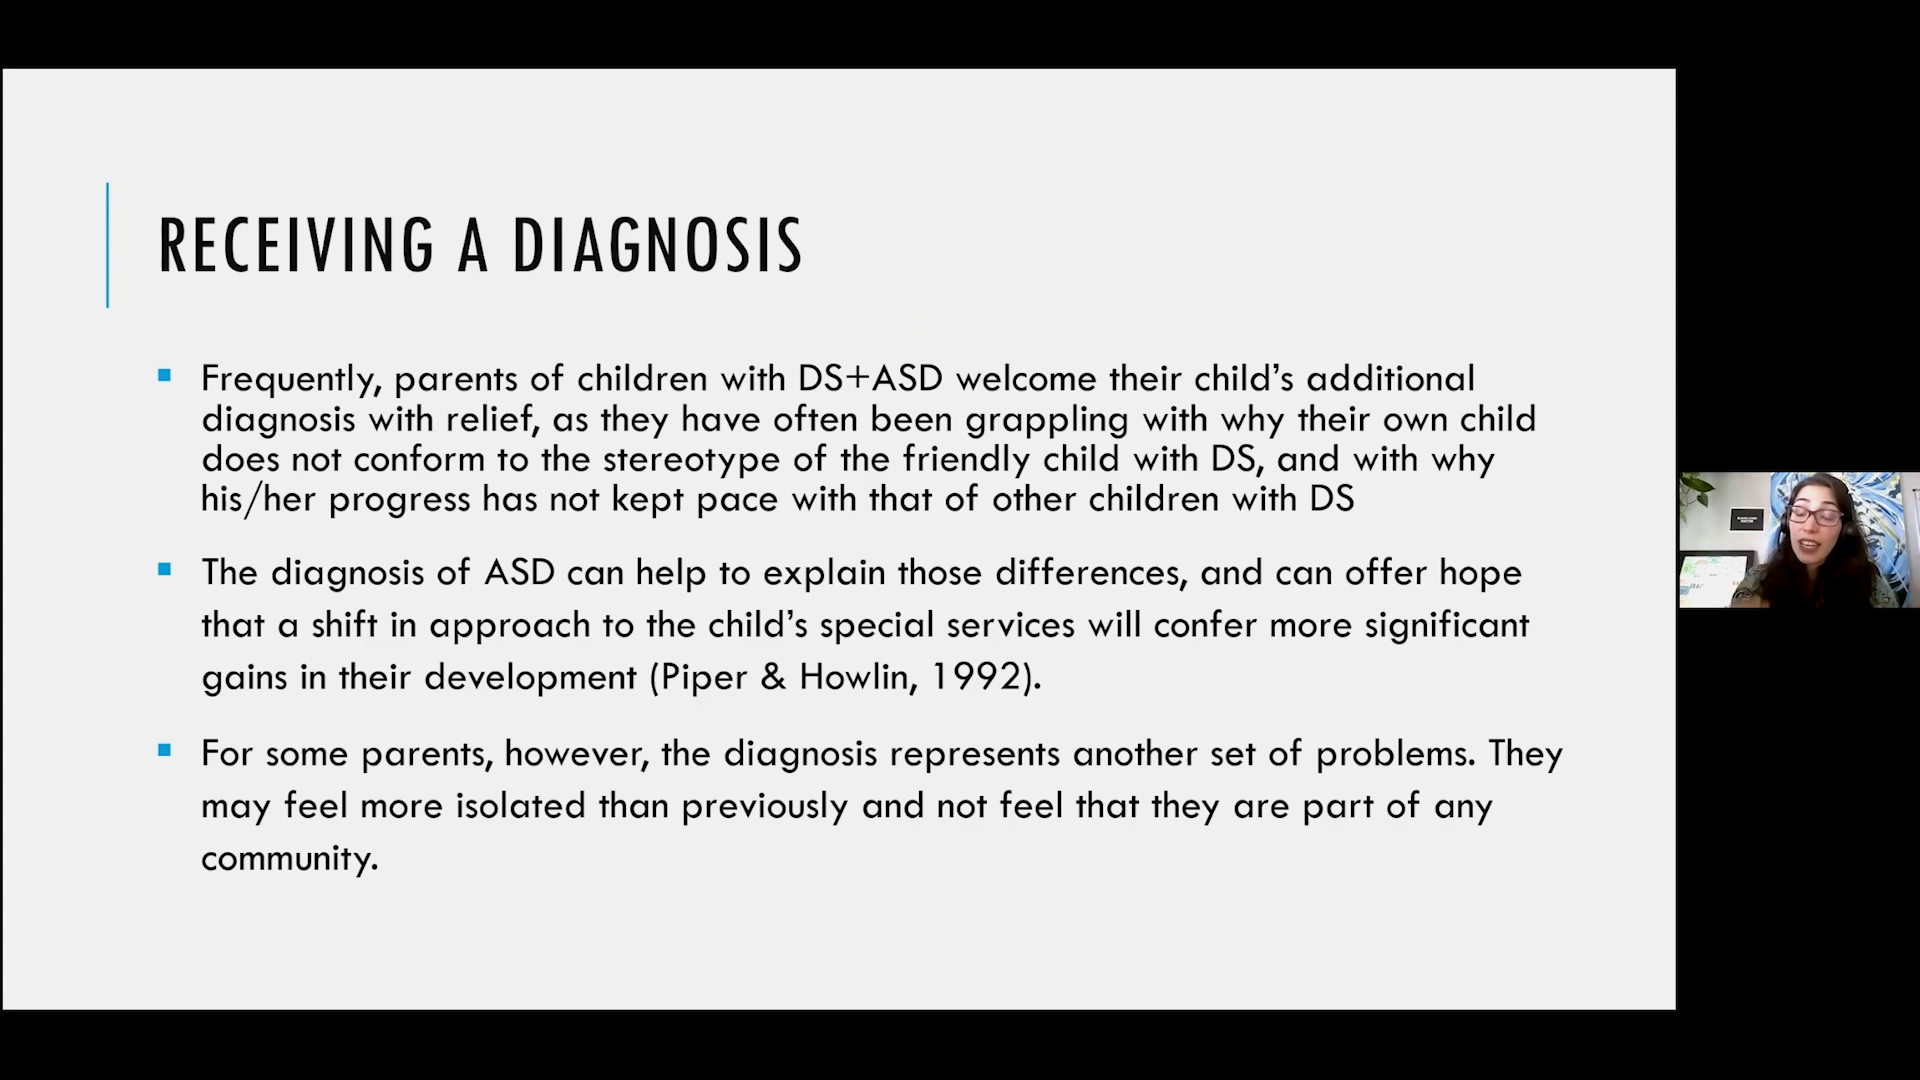 RECEIVING A DIAGNOSIS
Frequently, parents of children with DS+ASD welcome their child's additional
diagnosis with relief, as they have often been grappling with why their own child
does not conform to the stereotype of the friendly child with DS, and with why
his/her progress has not kept pace with that of other children with DS
The diagnosis of ASD can help to explain those differences, and can offer hope
that a shift in approach to the child's special services will confer more significant
gains in their development (Piper & Howlin, 1992).
For some parents, however, the diagnosis represents another set of problems. They
may feel more isolated than previously and not feel that they are part of any
community.